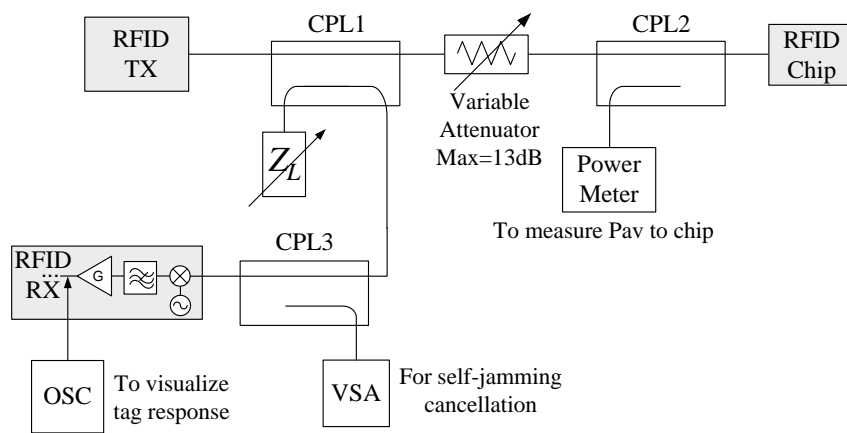 CPL1
CPL2
RFID
TX
RFID
Chip
Variable
Attenuator
Max=13dB
Z_L
Power
Meter
To measure Pav to chip
CPL3
RFID
RX
G
OSC
To visualize
tag response
VSA
For self-jamming
cancellation